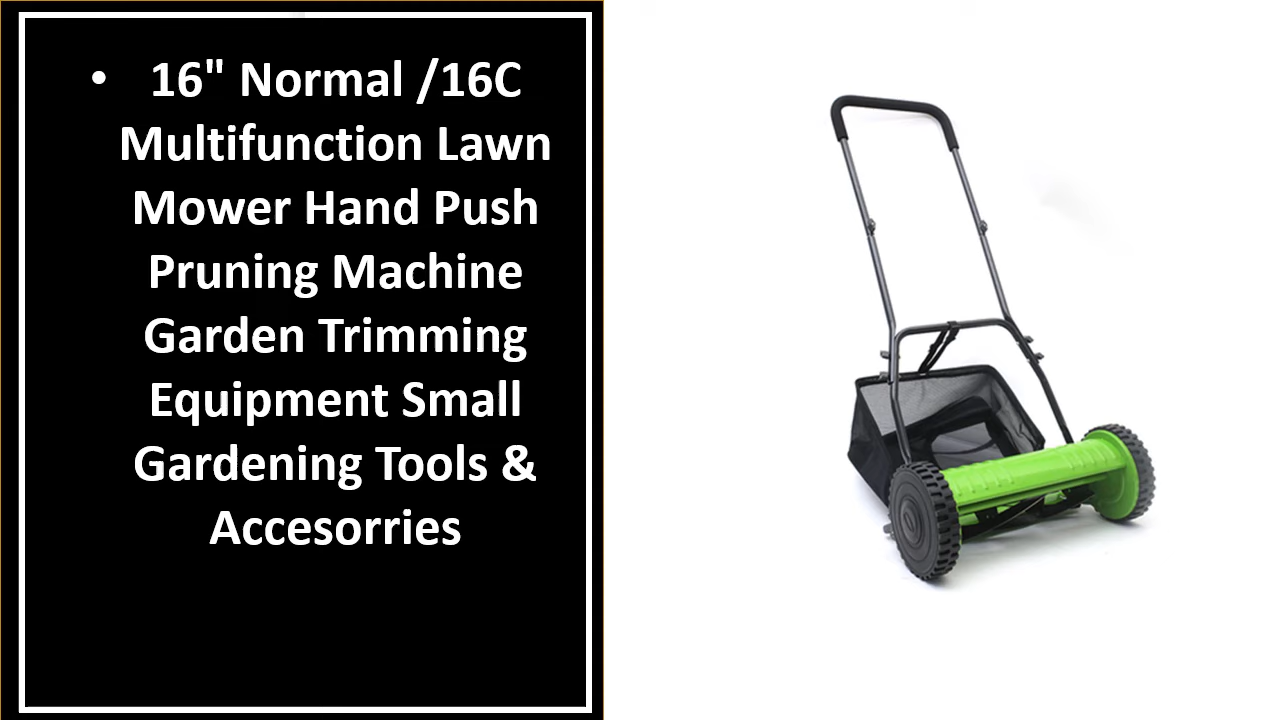 • 16" Normal /16C
Multifunction Lawn
Mower Hand Push
Pruning Machine
Garden Trimming
Equipment Small
Gardening Tools &
Accesorries